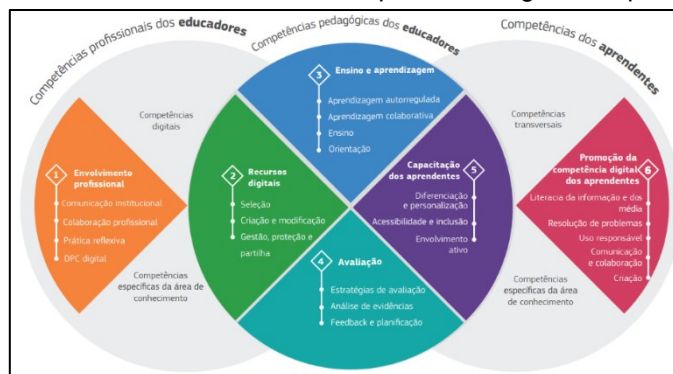 Competências profissionais dos educadores
Competências pedagógicas dos educadores
Competências dos aprendentes
Competências
digitais
1
Envolvimento
profissional
Comunicação institucional
Colaboração profissional
Prática reflexiva
DPC digital
Competências
específicas da área de
conhecimento
2
Recursos
digitais
Seleção
Criação e modificação
Gestão, proteção e
partilha
3
Ensino e aprendizagem
Aprendizagem autorregulada
Aprendizagem colaborativa
Ensino
Orientação
4
Avaliação
Estratégias de avaliação
Análise de evidências
Feedback e planificação
5
Capacitação
dos aprendentes
Diferenciação
e personalização
Acessibilidade e inclusão
Envolvimento
ativo
Competências
transversais
6
Promoção da
competência digital
dos aprendentes
Literacia da informação e dos
média
Resolução de problemas
Uso responsável
Comunicação
e colaboração
Criação
Competências
específicas da área
de conhecimento